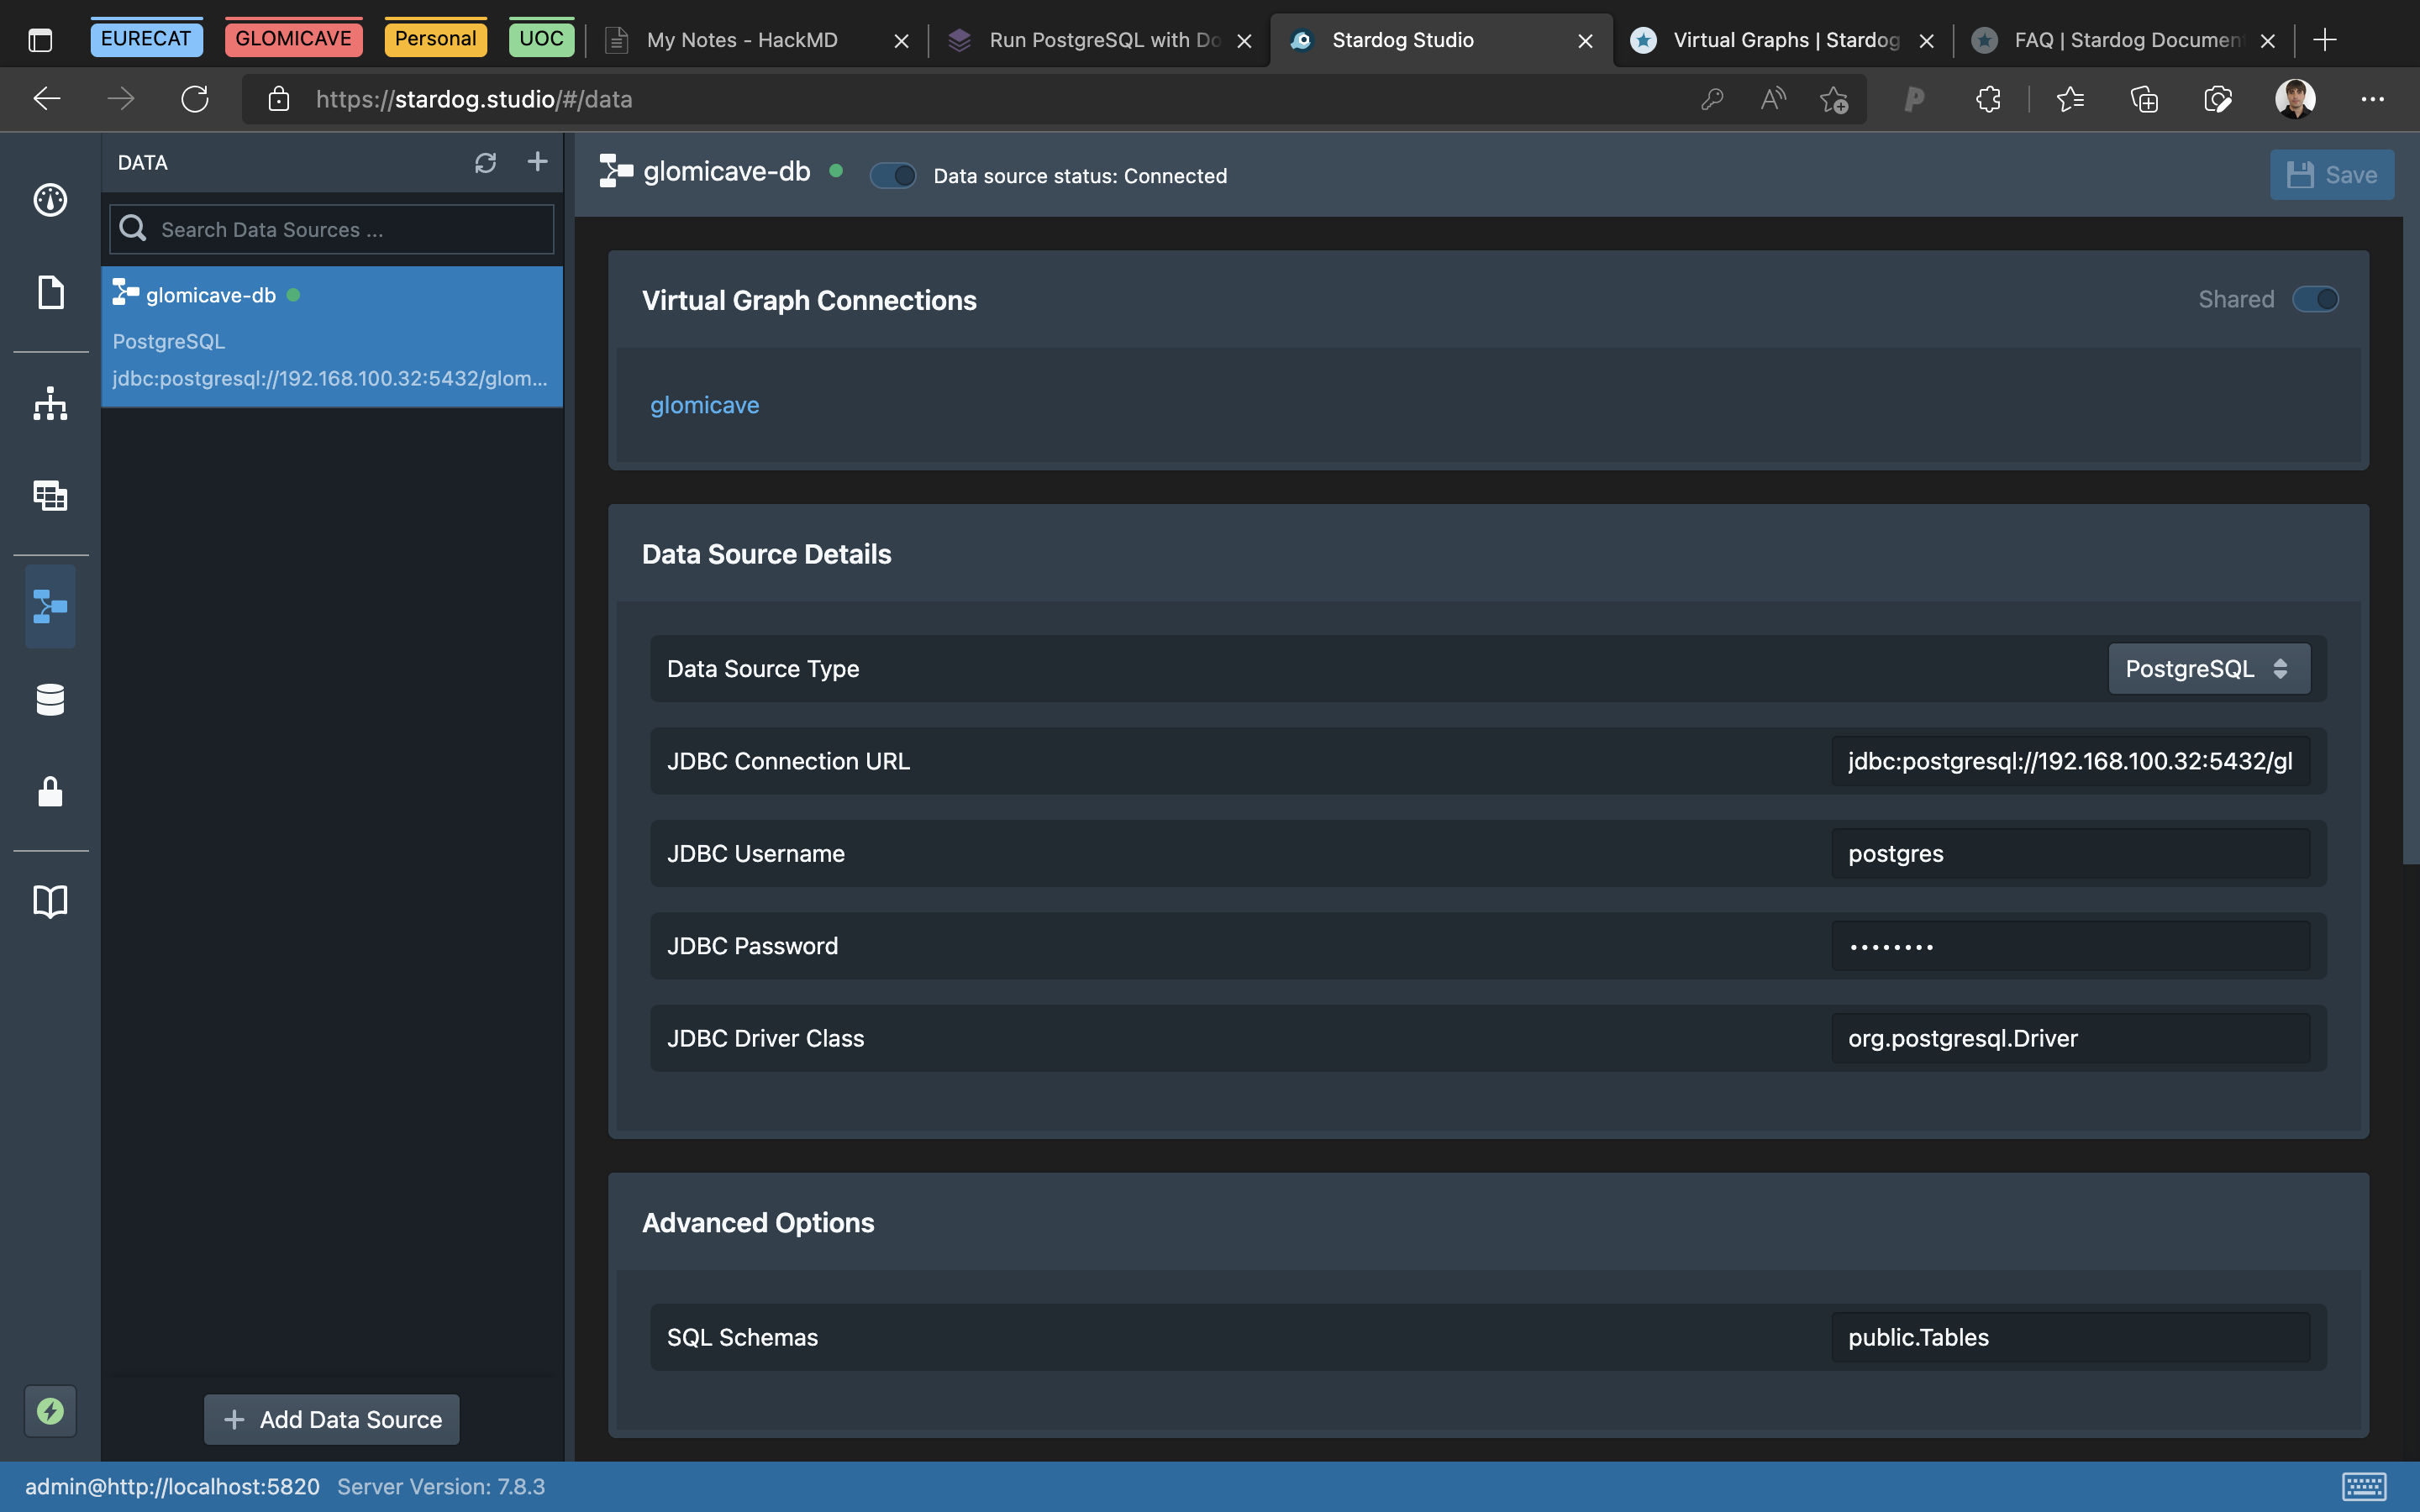 EURECAT GLOMICAVE Personal UOC My Notes - HackMD Run PostgreSQL with Do Stardog Studio Virtual Graphs | Stardog FAQ | Stardog Documen
https://stardog.studio/#/data
DATA
Search Data Sources ...
glomicave-db
PostgreSQL
jdbc:postgresql://192.168.100.32:5432/glom...
Add Data Source
glomicave-db Data source status: Connected Save
Virtual Graph Connections Shared
glomicave
Data Source Details
Data Source Type PostgreSQL
JDBC Connection URL jdbc:postgresql://192.168.100.32:5432/gl
JDBC Username postgres
JDBC Password ••••••••
JDBC Driver Class org.postgresql.Driver
Advanced Options
SQL Schemas public.Tables
admin@http://localhost:5820 Server Version: 7.8.3